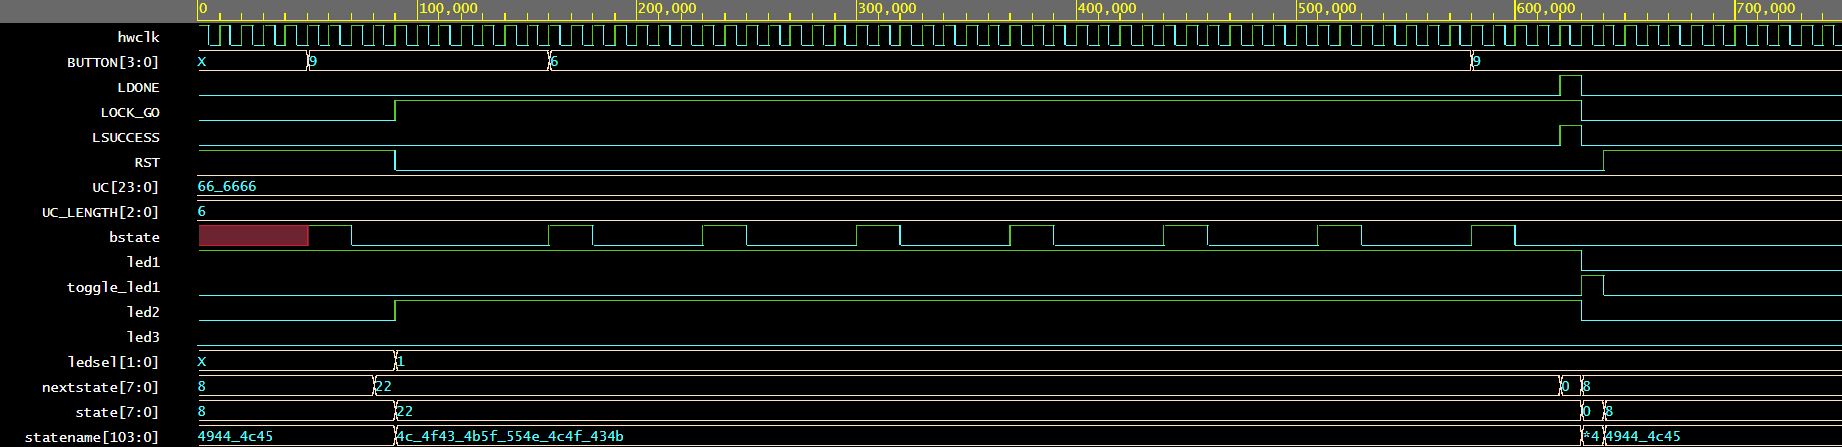 0 100,000 200,000 300,000 400,000 500,000 600,000 700,000
hwclk
BUTTON[3:0] X 9 6 9
LDONE
LOCK_GO
LSUCCESS
RST
UC[23:0] 66_6666
UC_LENGTH[2:0] 6
bstate
led1
toggle_led1
led2
led3
ledsel[1:0] X 1
nextstate[7:0] 8 22 0 8
state[7:0] 8 22 0 8
statename[103:0] 4944_4c45 4c_4f43_4b5f_554e_4c4f_434b *4 4944_4c45